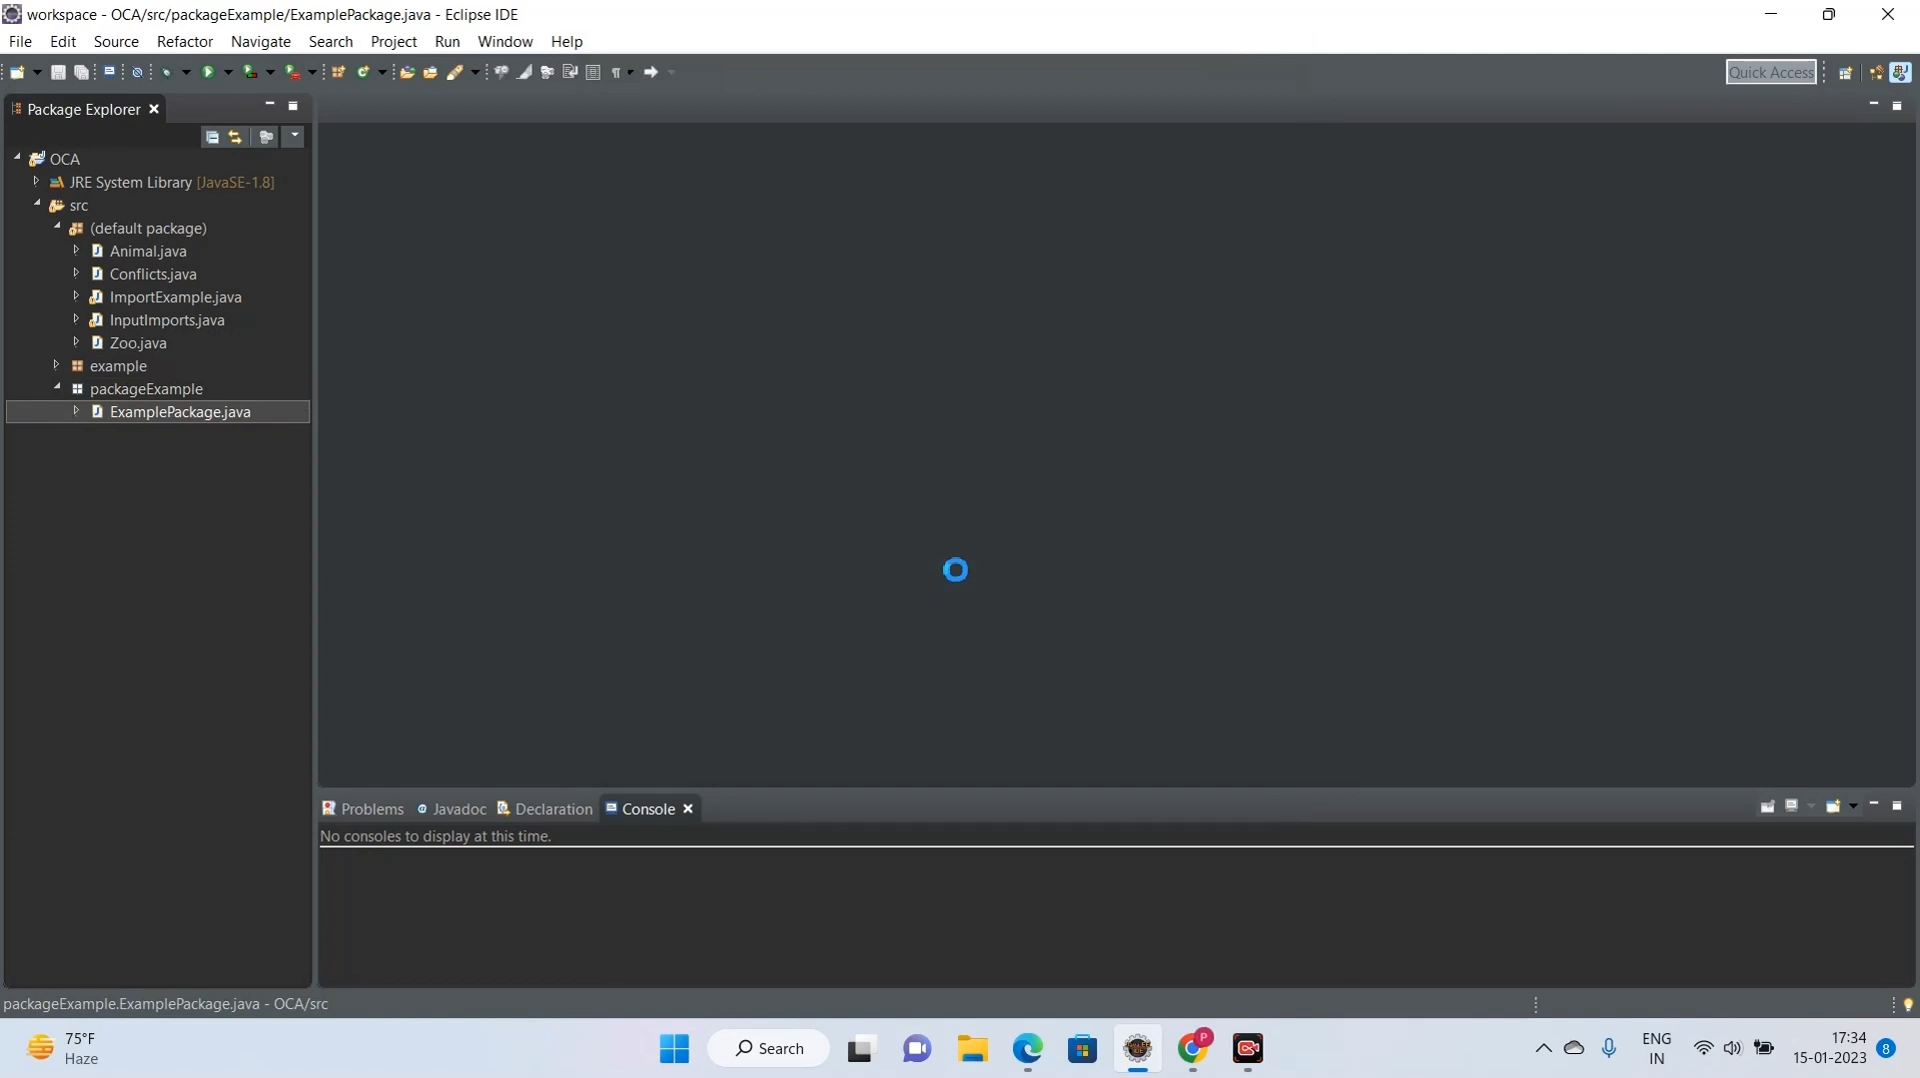 workspace - OCA/src/packageExample/ExamplePackage.java - Eclipse IDE
File Edit Source Refactor Navigate Search Project Run Window Help
Quick Access
Package Explorer
OCA
JRE System Library [JavaSE-1.8]
src
(default package)
Animal.java
Conflicts.java
ImportExample.java
InputImports.java
Zoo.java
example
packageExample
ExamplePackage.java
Problems Javadoc Declaration Console
No consoles to display at this time.
packageExample.ExamplePackage.java - OCA/src
75°F
Haze
Search
P
ENG
IN
17:34
15-01-2023
8